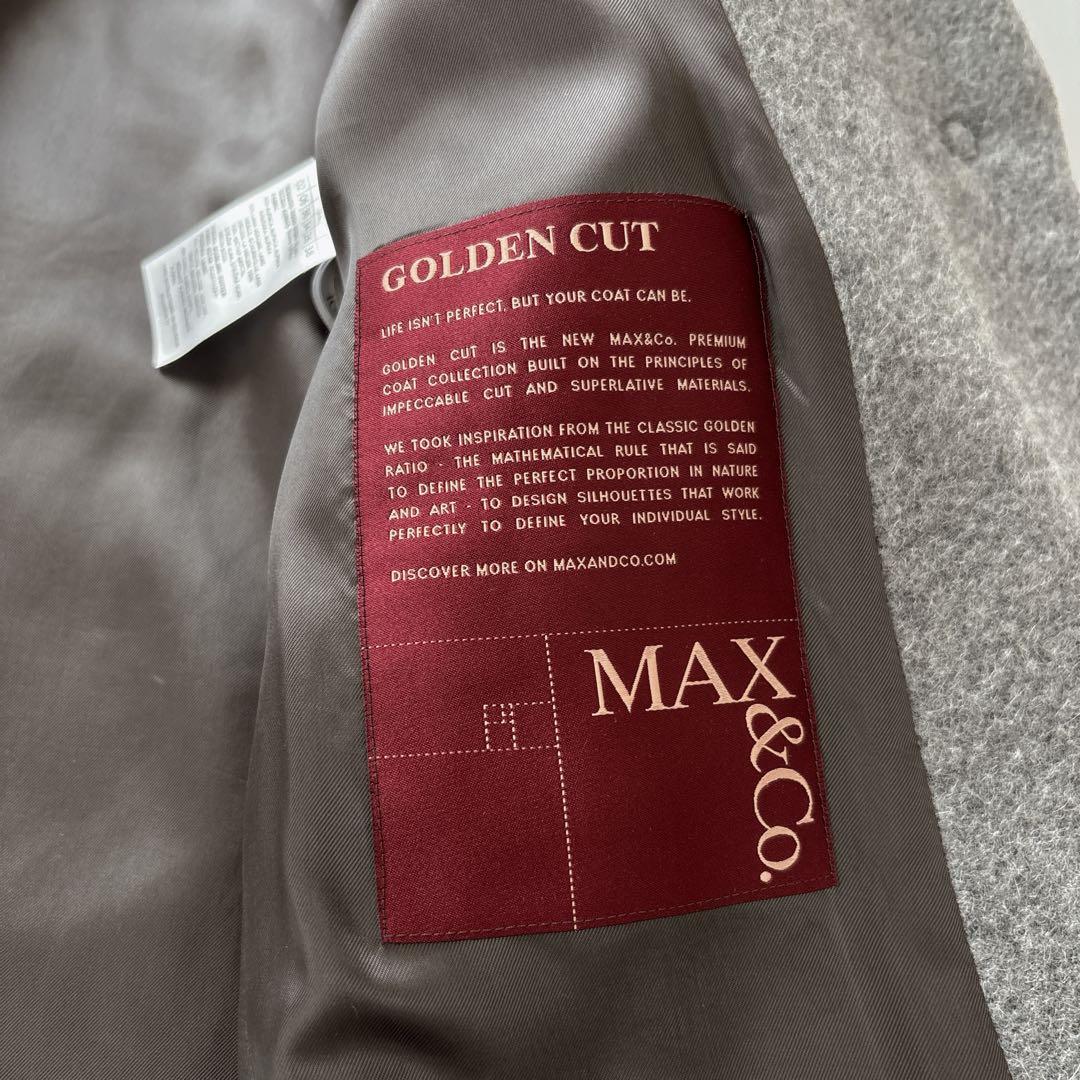 GOLDEN CUT
LIFE ISN'T PERFECT, BUT YOUR COAT CAN BE.
GOLDEN CUT IS THE NEW MAX&Co. PREMIUM
COAT COLLECTION BUILT ON THE PRINCIPLES OF
IMPECCABLE CUT AND SUPERLATIVE MATERIALS.
WE TOOK INSPIRATION FROM THE CLASSIC GOLDEN
RATIO - THE MATHEMATICAL RULE THAT IS SAID
TO DEFINE THE PERFECT PROPORTION IN NATURE
AND ART - TO DESIGN SILHOUETTES THAT WORK
PERFECTLY TO DEFINE YOUR INDIVIDUAL STYLE.
DISCOVER MORE ON MAXANDCO.COM
MAX
&Co.